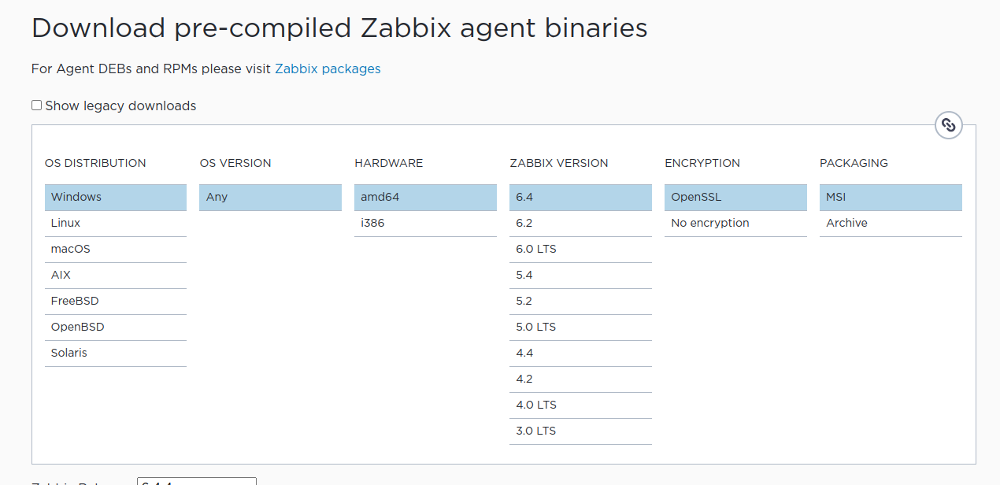 Download pre-compiled Zabbix agent binaries
For Agent DEBs and RPMs please visit Zabbix packages
Show legacy downloads
OS DISTRIBUTION OS VERSION HARDWARE ZABBIX VERSION ENCRYPTION PACKAGING
Windows Any amd64 6.4 OpenSSL MSI
Linux i386 6.2 No encryption Archive
macOS 6.0 LTS
AIX 5.4
FreeBSD 5.2
OpenBSD 5.0 LTS
Solaris 4.4
4.2
4.0 LTS
3.0 LTS